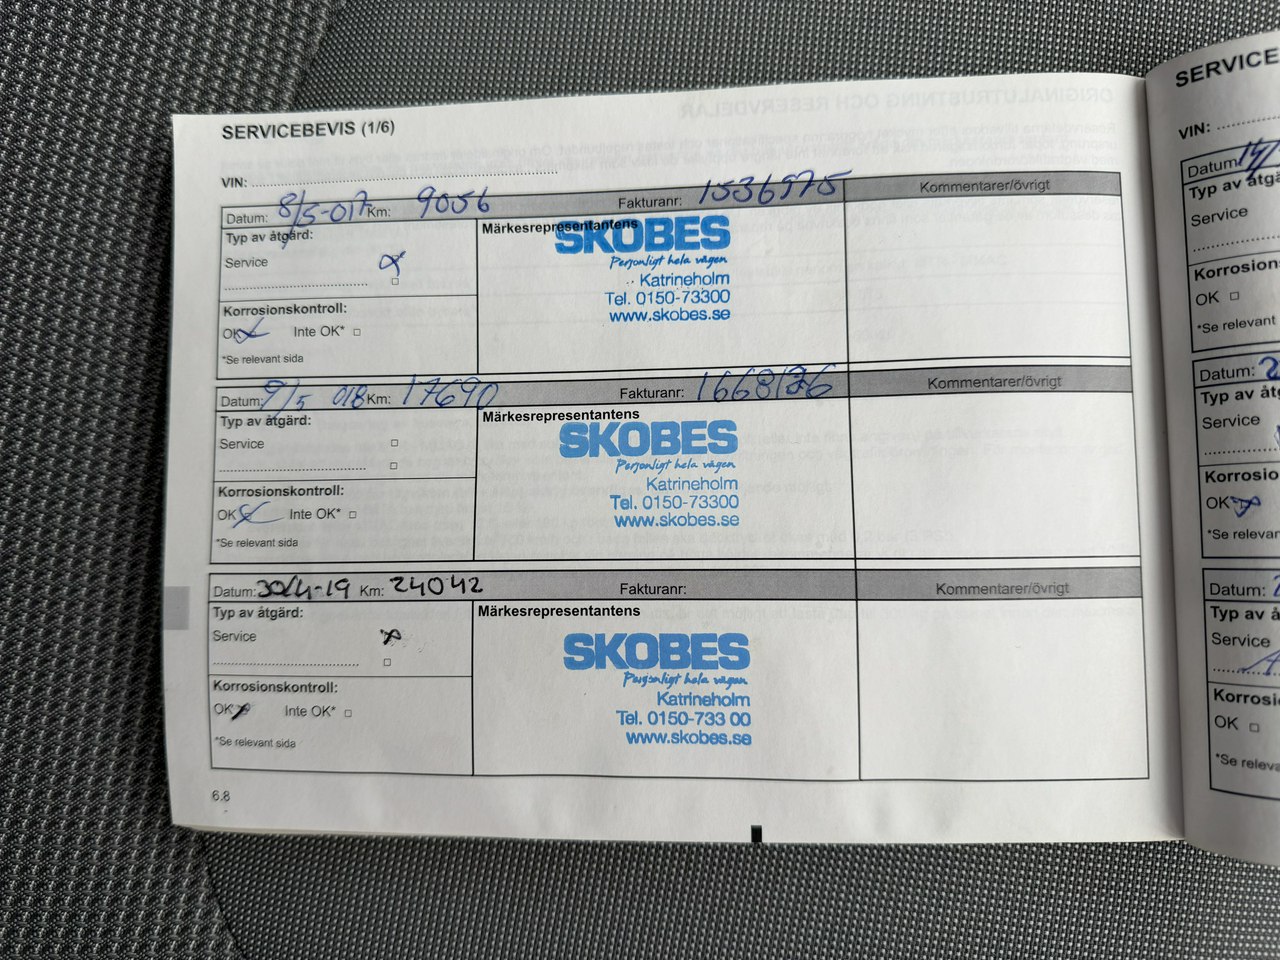 SERVICEBEVIS (1/6)
VIN:
Datum: 8/5-017 Km: 9056 Fakturanr: 1536975 Kommentarer/övrigt
Typ av åtgärd:
Service
Korrosionskontroll:
OK Inte OK*
*Se relevant sida
Märkesrepresentantens
SKOBES
Personligt hela vägen
Katrineholm
Tel. 0150-73300
www.skobes.se
Datum: 9/5 018 Km: 17690 Fakturanr: 1668126 Kommentarer/övrigt
Typ av åtgärd:
Service
Korrosionskontroll:
OK Inte OK*
*Se relevant sida
Märkesrepresentantens
SKOBES
Personligt hela vägen
Katrineholm
Tel. 0150-73300
www.skobes.se
Datum: 30/4-19 Km: 24042 Fakturanr: Kommentarer/övrigt
Typ av åtgärd:
Service
Korrosionskontroll:
OK Inte OK*
*Se relevant sida
Märkesrepresentantens
SKOBES
Personligt hela vägen
Katrineholm
Tel. 0150-733 00
www.skobes.se
6.8
SERVICE
VIN:
Datum:
Typ av
Service
OK
*Se relevant
Datum:
Typ av
Service
OK
*Se
Datum:
Typ av
Service
OK
*Se